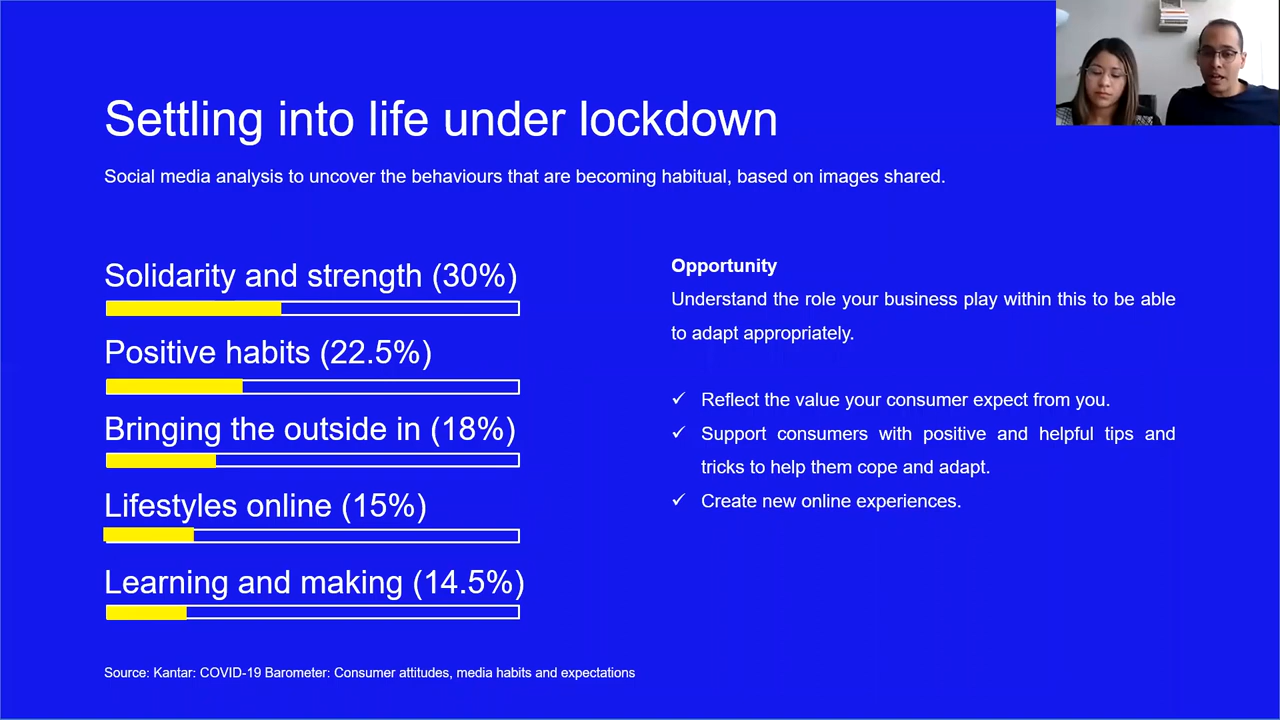 Settling into life under lockdown
Social media analysis to uncover the behaviours that are becoming habitual, based on images shared.
Solidarity and strength (30%)
Positive habits (22.5%)
Bringing the outside in (18%)
Lifestyles online (15%)
Learning and making (14.5%)
Opportunity
Understand the role your business play within this to be able
to adapt appropriately.
✓ Reflect the value your consumer expect from you.
✓ Support consumers with positive and helpful tips and
tricks to help them cope and adapt.
✓ Create new online experiences.
Source: Kantar: COVID-19 Barometer: Consumer attitudes, media habits and expectations